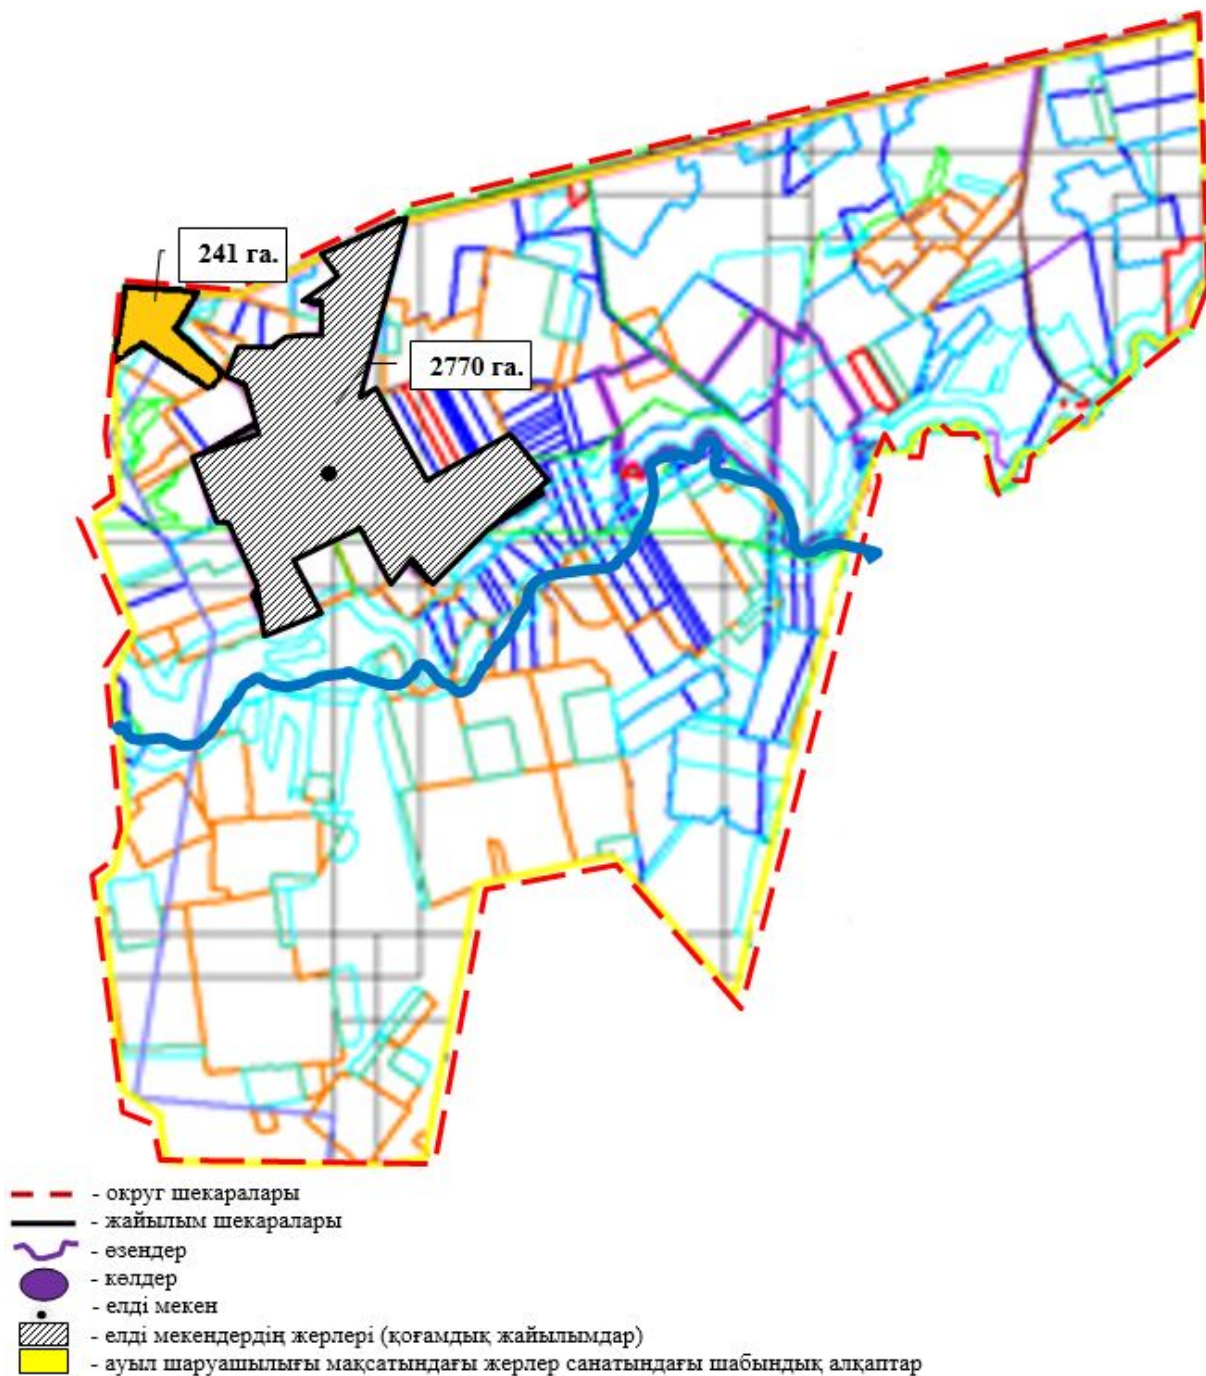 241 га.
2770 га.
- округ шекаралары
- жайылым шекаралары
- өзендер
- көлдер
- елді мекен
- елді мекендердің жерлері (қоғамдық жайылымдар)
- ауыл шаруашылығы мақсатындағы жерлер санатындағы шабындық алқаптар